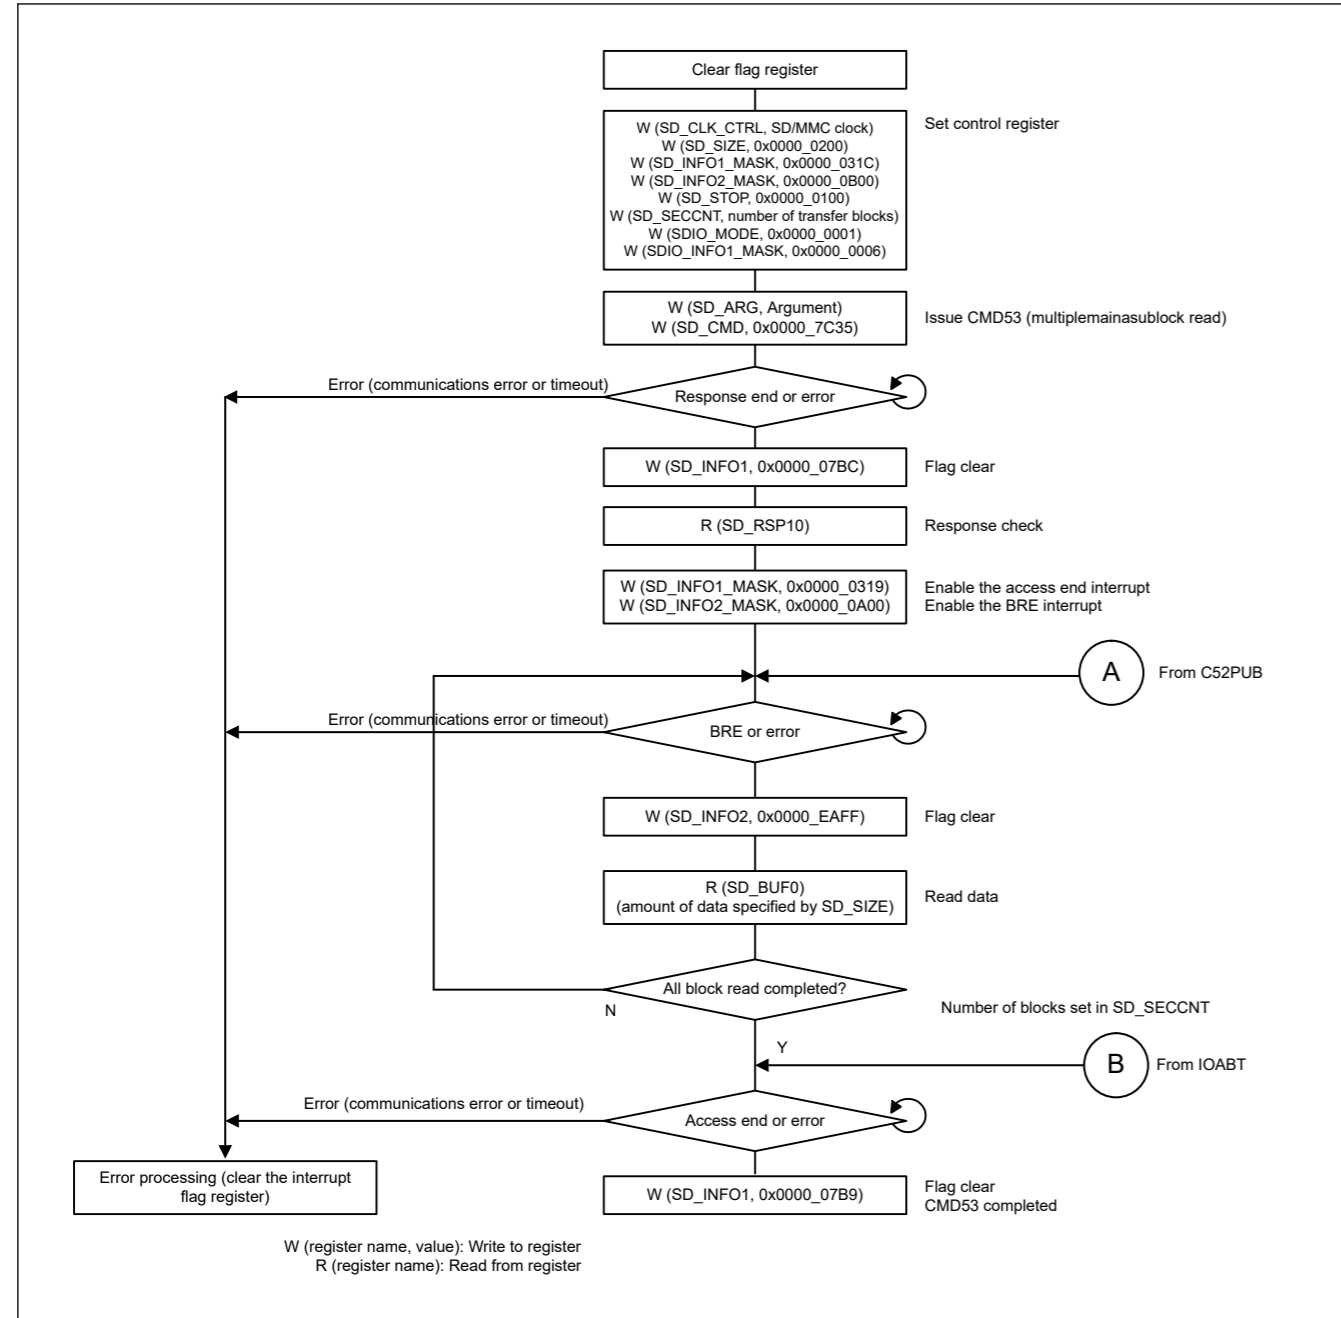 Clear flag register
W (SD_CLK_CTRL, SD/MMC clock)
W (SD_SIZE, 0x0000_0200)
W (SD_INFO1_MASK, 0x0000_031C)
W (SD_INFO2_MASK, 0x0000_0B00)
W (SD_STOP, 0x0000_0100)
W (SD_SECCNT, number of transfer blocks)
W (SDIO_MODE, 0x0000_0001)
W (SDIO_INFO1_MASK, 0x0000_0006)
Set control register
W (SD_ARG, Argument)
W (SD_CMD, 0x0000_7C35)
Issue CMD53 (multiplemainasublock read)
Error (communications error or timeout)
Response end or error
W (SD_INFO1, 0x0000_07BC)
Flag clear
R (SD_RSP10)
Response check
W (SD_INFO1_MASK, 0x0000_0319)
W (SD_INFO2_MASK, 0x0000_0A00)
Enable the access end interrupt
Enable the BRE interrupt
A
From C52PUB
Error (communications error or timeout)
BRE or error
W (SD_INFO2, 0x0000_EAFF)
Flag clear
R (SD_BUF0)
(amount of data specified by SD_SIZE)
Read data
All block read completed?
N
Number of blocks set in SD_SECCNT
Y
B
From IOABT
Error (communications error or timeout)
Access end or error
Error processing (clear the interrupt
flag register)
W (SD_INFO1, 0x0000_07B9)
Flag clear
CMD53 completed
W (register name, value): Write to register
R (register name): Read from register